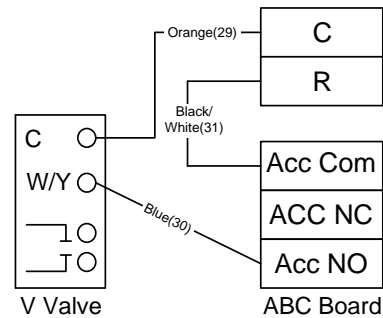 Orange(29)
C
R
Black/
White(31)
C
W/Y
Acc Com
ACC NC
Blue(30)
Acc NO
V Valve
ABC Board